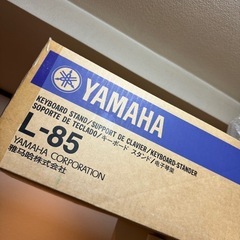 YAMAHA
KEYBOARD STAND/SUPPORT DE CLAVIER/KEYBOARD-STÄNDER
SOPORTE DE TECLADO/キーボード スタンド/电子琴架
L-85
YAMAHA CORPORATION
雅马哈株式会社